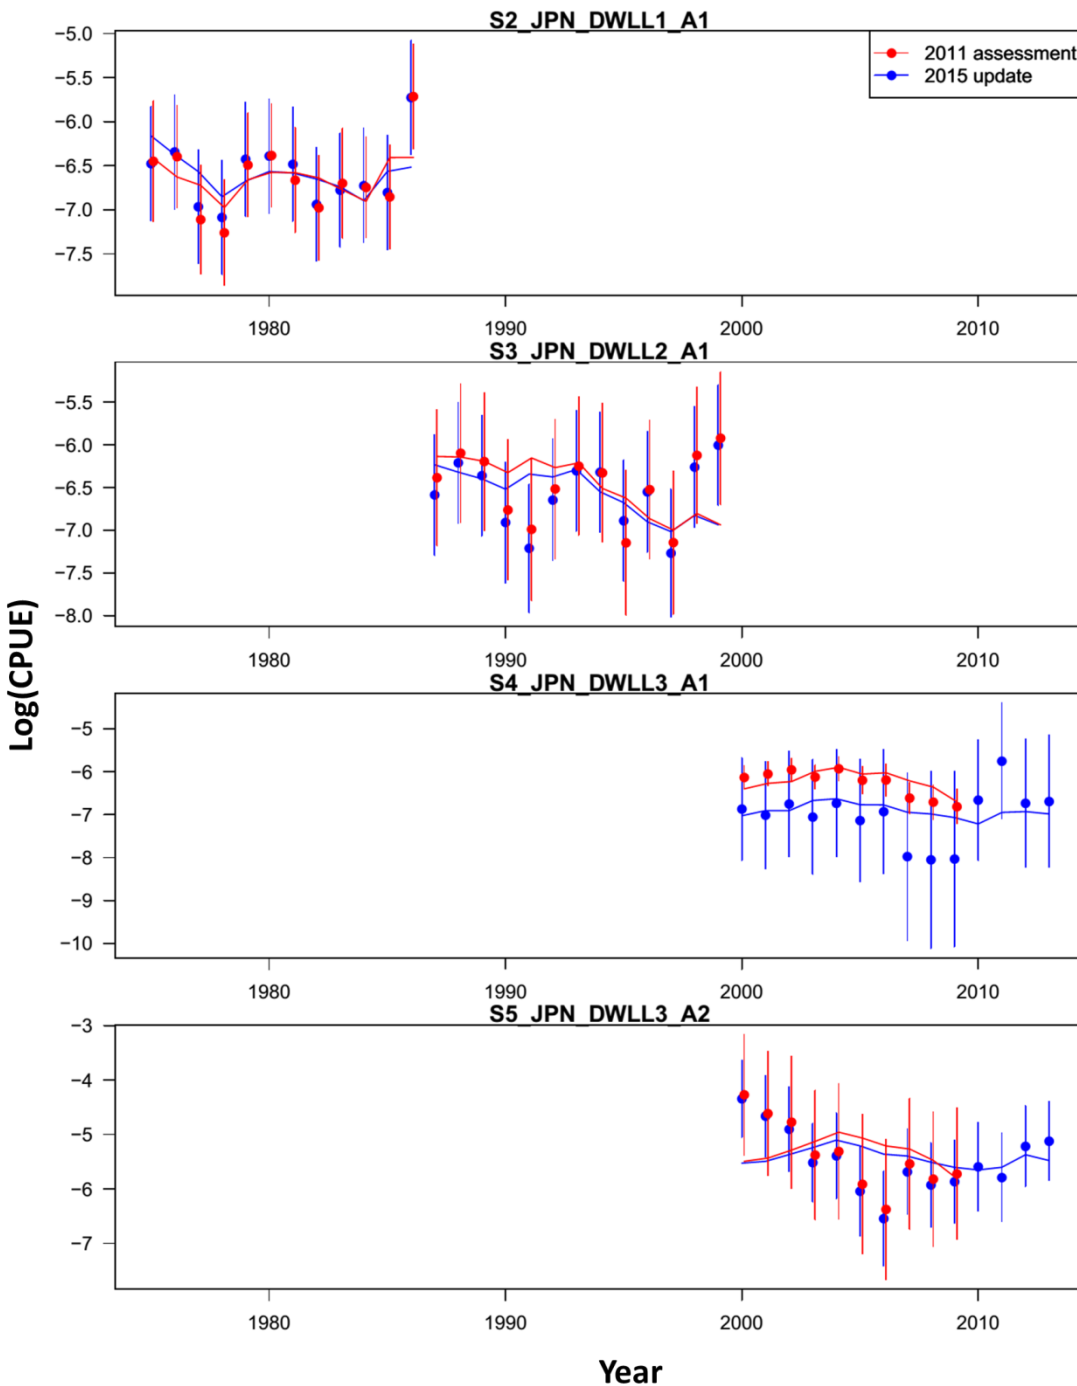 S2_JPN_DWLL1_A1
2011 assessment
2015 update
−5.0
−5.5
−6.0
−6.5
−7.0
−7.5
1980 1990 2000 2010
S3_JPN_DWLL2_A1
−5.5
−6.0
−6.5
−7.0
−7.5
−8.0
1980 1990 2000 2010
Log(CPUE)
S4_JPN_DWLL3_A1
−5
−6
−7
−8
−9
−10
1980 1990 2000 2010
S5_JPN_DWLL3_A2
−3
−4
−5
−6
−7
1980 1990 2000 2010
Year